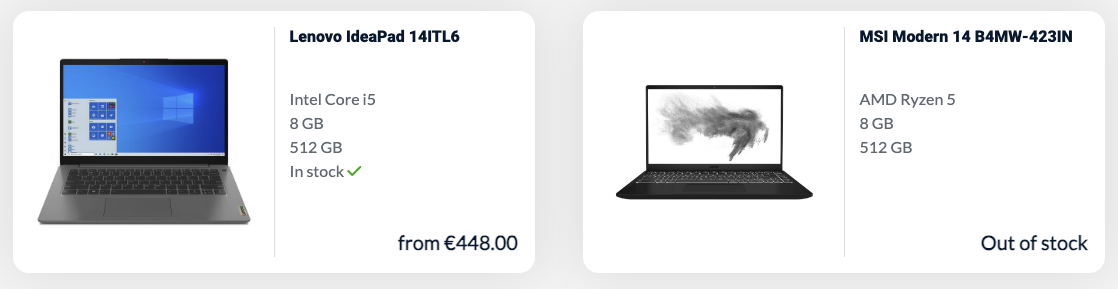 Lenovo IdeaPad 14ITL6
Intel Core i5
8 GB
512 GB
In stock
from €448.00
MSI Modern 14 B4MW-423IN
AMD Ryzen 5
8 GB
512 GB
Out of stock